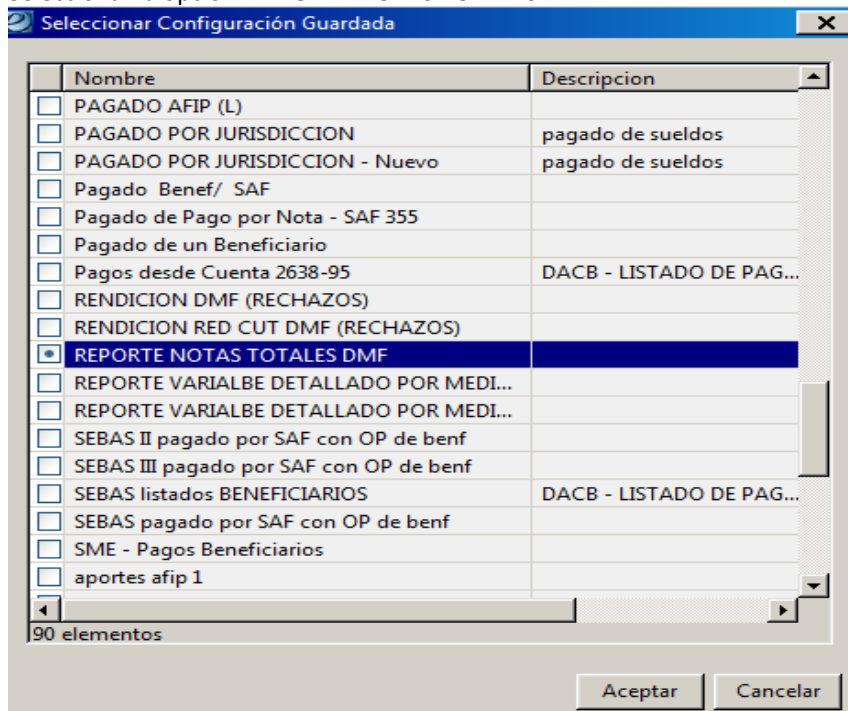 Seleccionar Configuración Guardada
Nombre Descripcion
PAGADO AFIP (L)
PAGADO POR JURISDICCION pagado de sueldos
PAGADO POR JURISDICCION - Nuevo pagado de sueldos
Pagado Benef/ SAF
Pagado de Pago por Nota - SAF 355
Pagado de un Beneficiario
Pagos desde Cuenta 2638-95 DACB - LISTADO DE PAG...
RENDICION DMF (RECHAZOS)
RENDICION RED CUT DMF (RECHAZOS)
REPORTE NOTAS TOTALES DMF
REPORTE VARIALBE DETALLADO POR MEDI...
REPORTE VARIALBE DETALLADO POR MEDI...
SEBAS II pagado por SAF con OP de benf
SEBAS III pagado por SAF con OP de benf
SEBAS listados BENEFICIARIOS DACB - LISTADO DE PAG...
SEBAS pagado por SAF con OP de benf
SME - Pagos Beneficiarios
aportes afip 1
90 elementos
Aceptar Cancelar